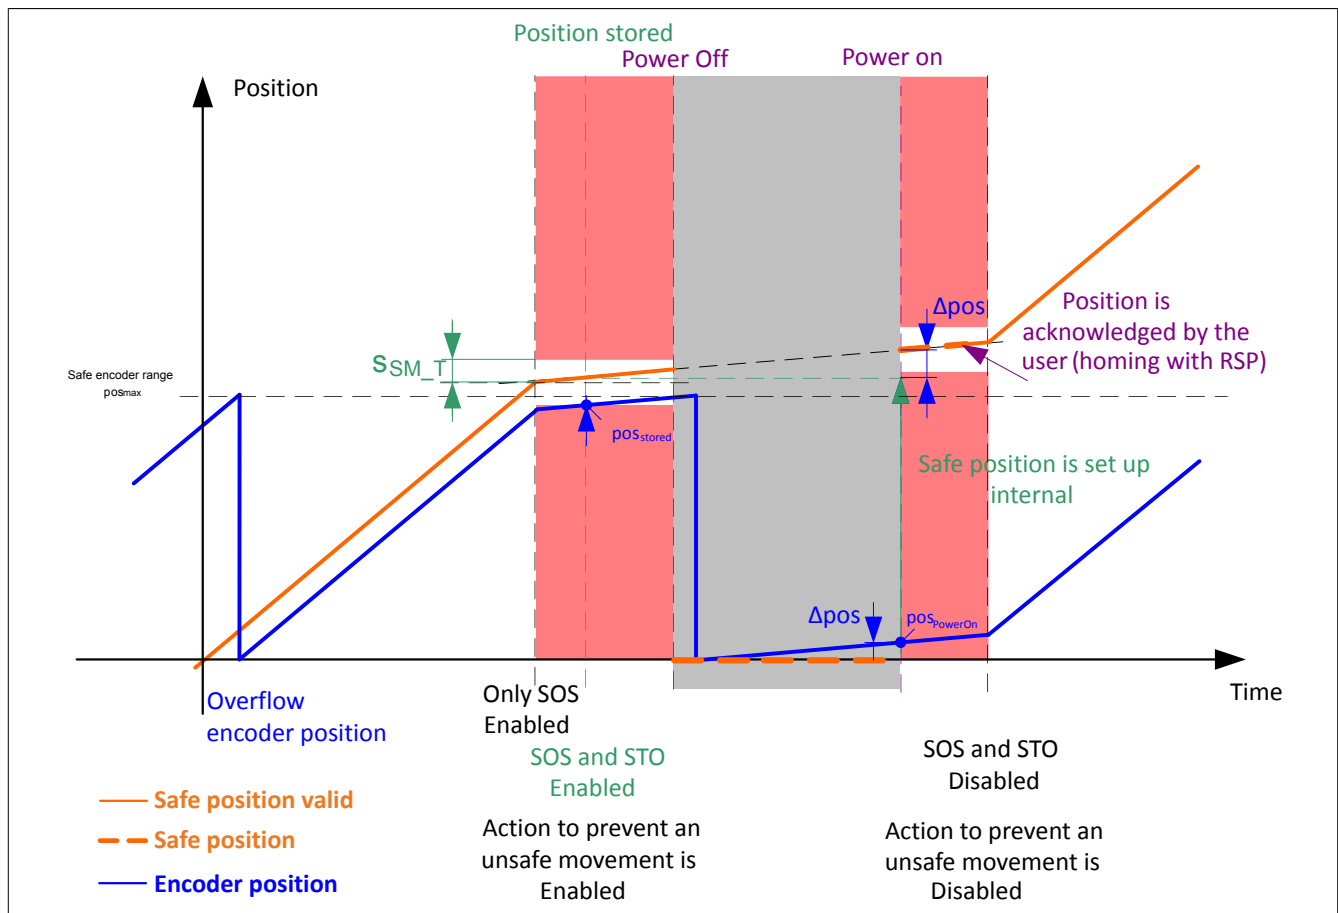 Position stored
Power Off
Power on
Position
Δpos
Position is
acknowledged by the
user (homing with RSP)
SSM_T
Safe encoder range
posmax
posstored
Safe position is set up
internal
Δpos
posPowerOn
Overflow
encoder position
Only SOS
Enabled
Time
SOS and STO
Enabled
SOS and STO
Disabled
Safe position valid
Safe position
Encoder position
Action to prevent an
unsafe movement is
Enabled
Action to prevent an
unsafe movement is
Disabled